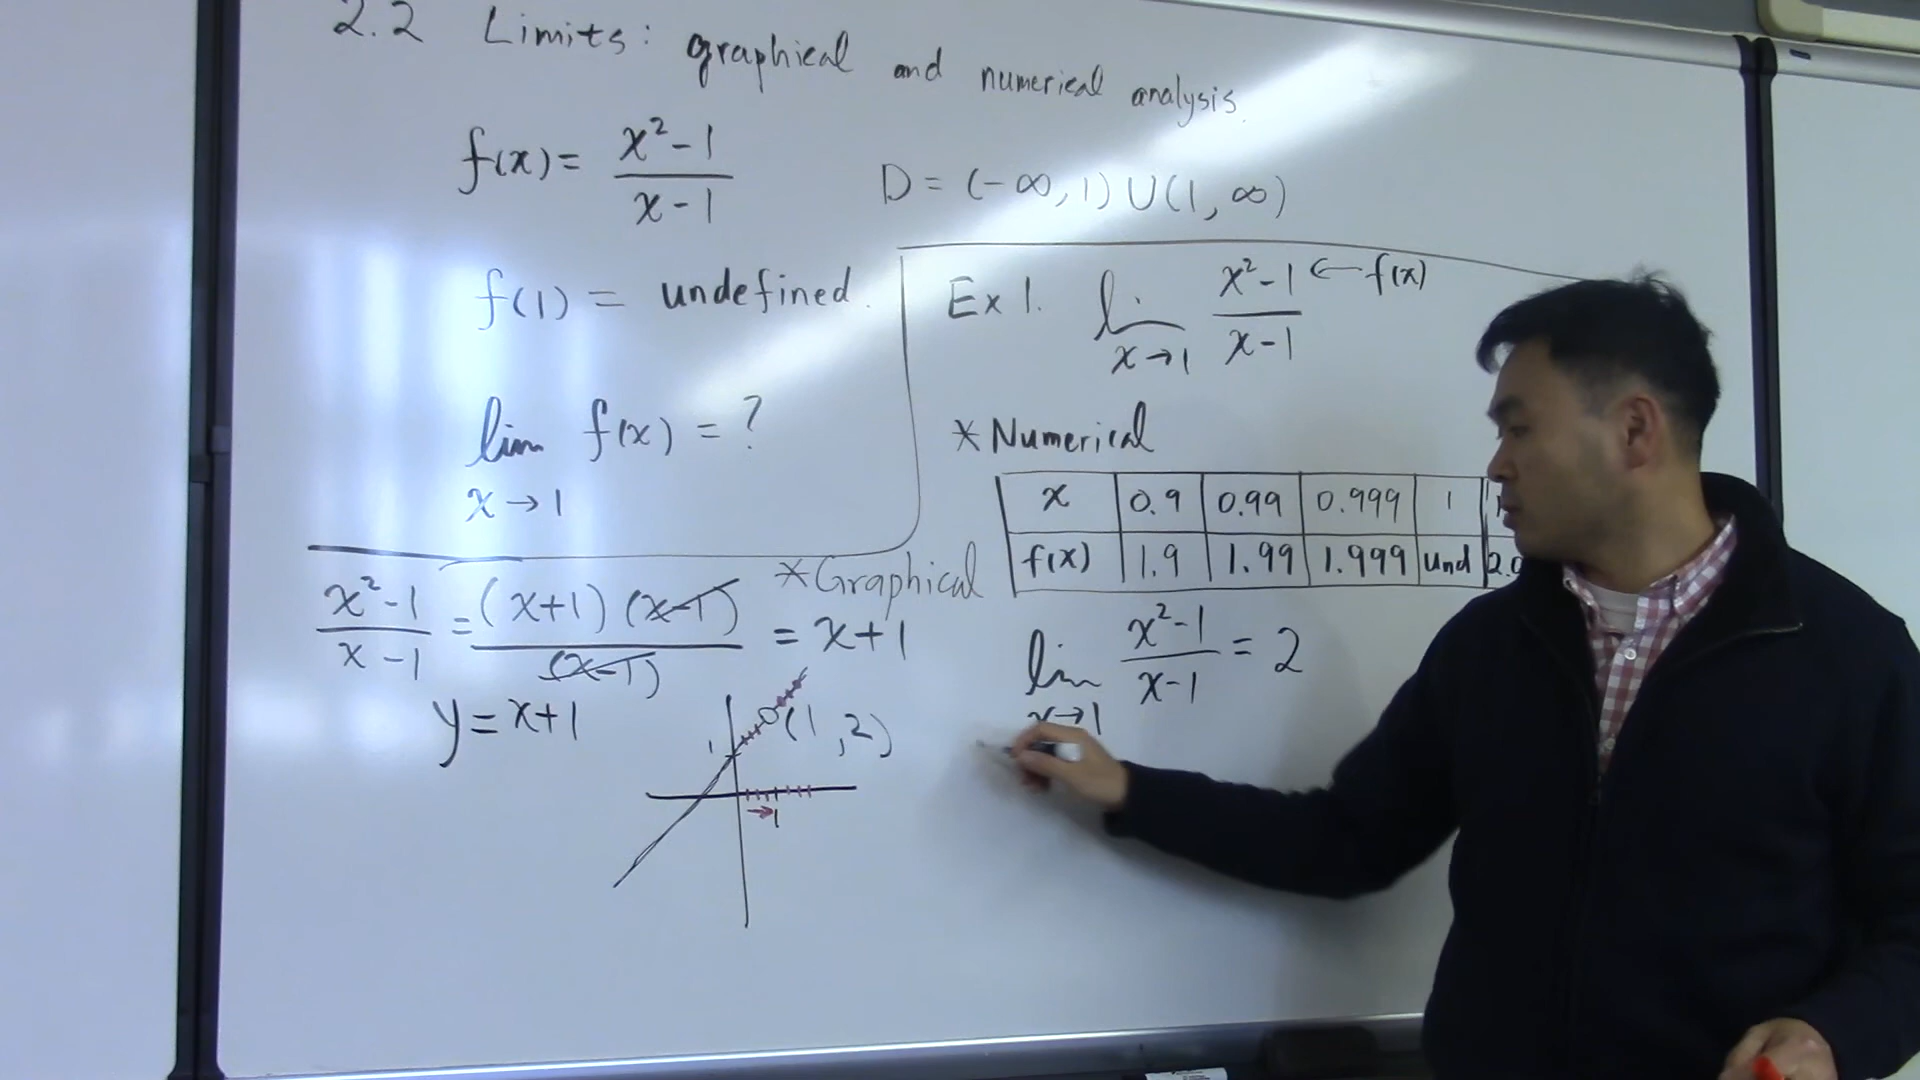 2.2 Limits: graphical and numerical analysis.
f(x) = (x² - 1)/(x - 1)
D = (-∞, 1) ∪ (1, ∞)
f(1) = undefined.
lim x→1 f(x) = ?
Ex 1. lim x→1 (x² - 1)/(x - 1) ← f(x)
* Numerical
x 0.9 0.99 0.999 1
f(x) 1.9 1.99 1.999 und
lim x→1 (x² - 1)/(x - 1) = 2
* Graphical
(x² - 1)/(x - 1) = (x+1)(x-1)/(x-1) = x+1
y = x+1
(1, 2)
1
→ 1